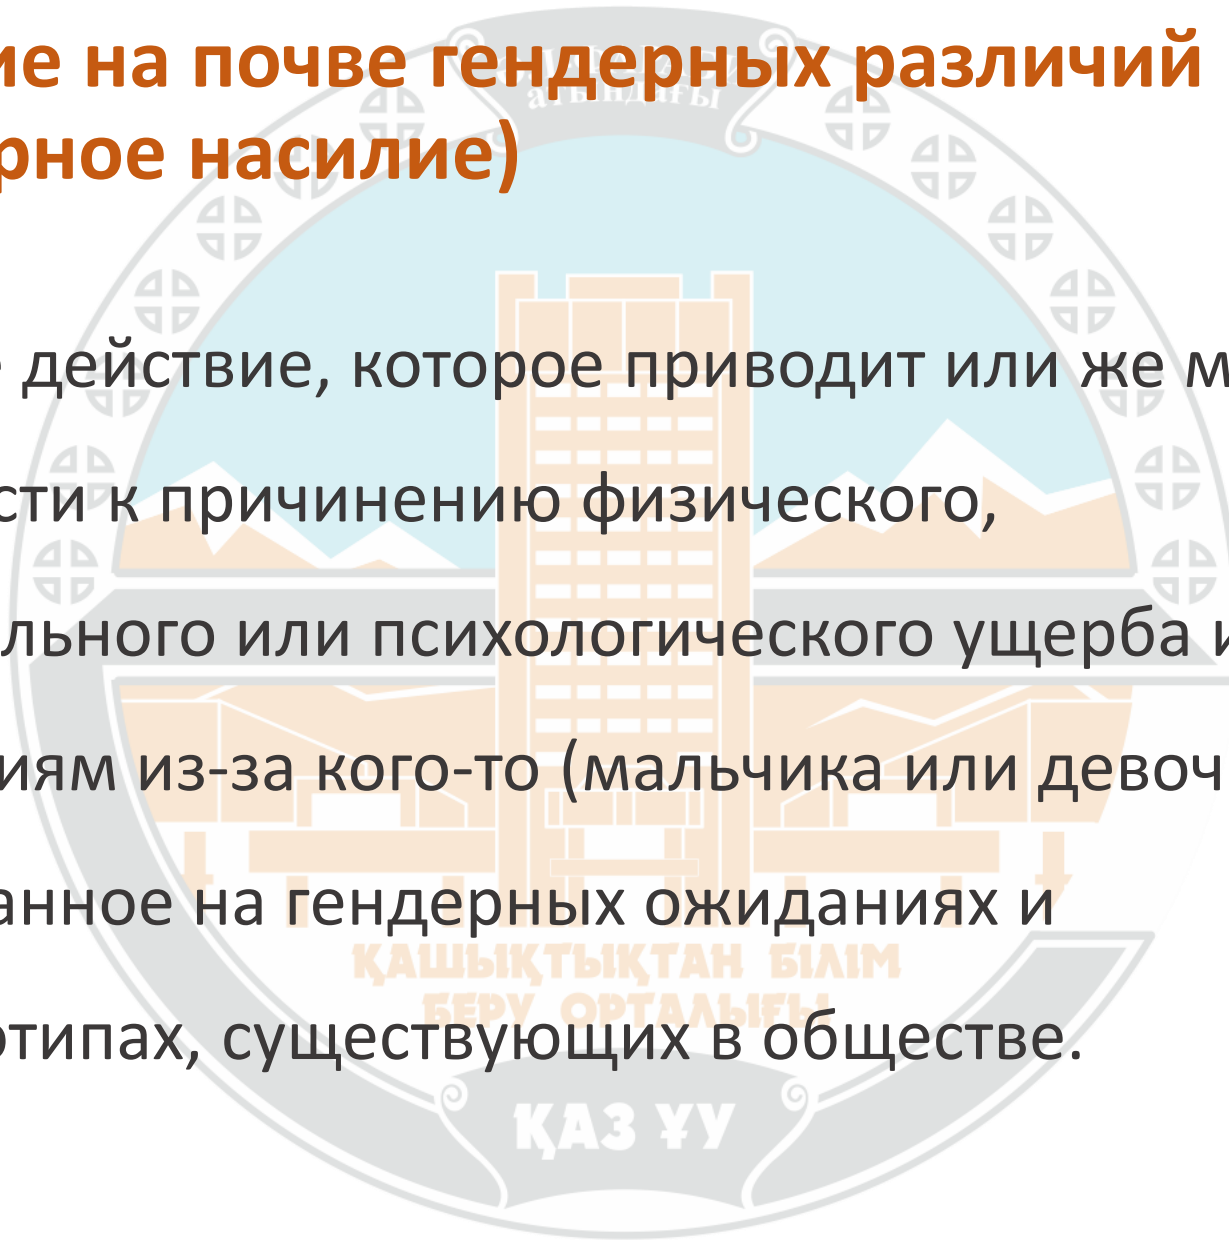 ие на почве гендерных различий
рное насилие)
е действие, которое приводит или же м
сти к причинению физического,
льного или психологического ущерба и
иям из-за кого-то (мальчика или девоч
анное на гендерных ожиданиях и
отипах, существующих в обществе.
атындағы
ҚАШЫҚТЫҚТАН БІЛІМ
БЕРУ ОРТАЛЫҒЫ
ҚАЗ ҰУ